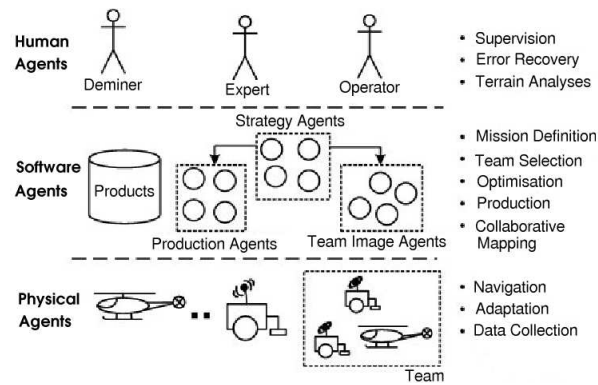 Human
Agents
Deminer
Expert
Operator
• Supervision
• Error Recovery
• Terrain Analyses
Software
Agents
Products
Strategy Agents
Production Agents
Team Image Agents
• Mission Definition
• Team Selection
• Optimisation
• Production
• Collaborative
Mapping
Physical
Agents
Team
• Navigation
• Adaptation
• Data Collection